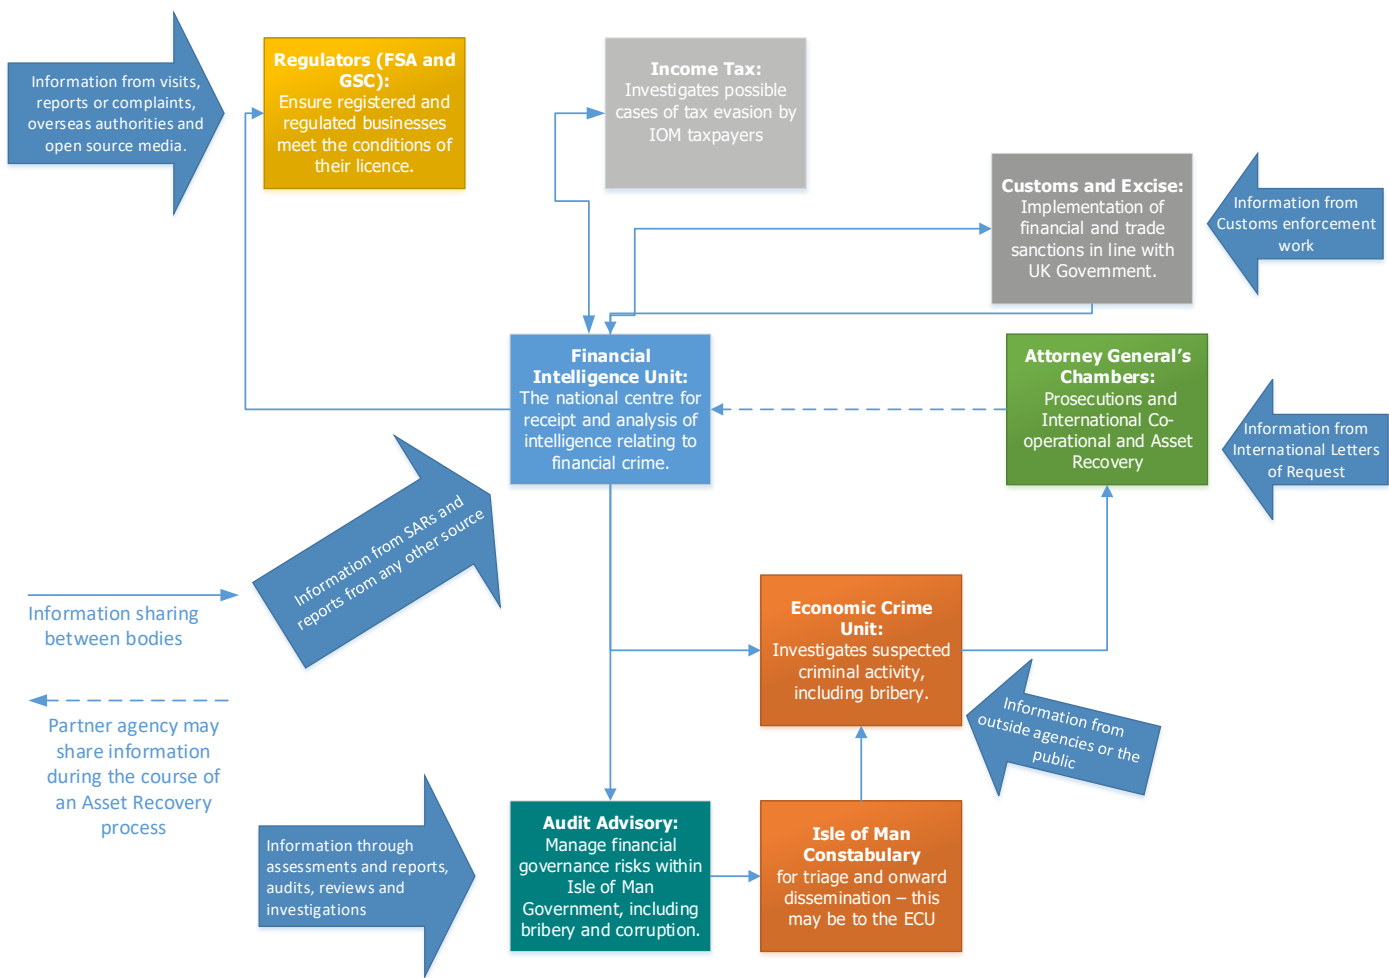 Information from visits,
reports or complaints,
overseas authorities and
open source media.
Regulators (FSA and
GSC):
Ensure registered and
regulated businesses
meet the conditions of
their licence.
Income Tax:
Investigates possible
cases of tax evasion by
IOM taxpayers
Customs and Excise:
Implementation of
financial and trade
sanctions in line with
UK Government.
Information from
Customs enforcement
work
Financial
Intelligence Unit:
The national centre for
receipt and analysis of
intelligence relating to
financial crime.
Attorney General’s
Chambers:
Prosecutions and
International Co-
operational and Asset
Recovery
Information from
International Letters
of Request
Information from SARs and
reports from any other source
Information sharing
between bodies
Economic Crime
Unit:
Investigates suspected
criminal activity,
including bribery.
Information from
outside agencies or the
public
Partner agency may
share information
during the course of
an Asset Recovery
process
Information through
assessments and reports,
audits, reviews and
investigations
Audit Advisory:
Manage financial
governance risks within
Isle of Man
Government, including
bribery and corruption.
Isle of Man
Constabulary
for triage and onward
dissemination – this
may be to the ECU